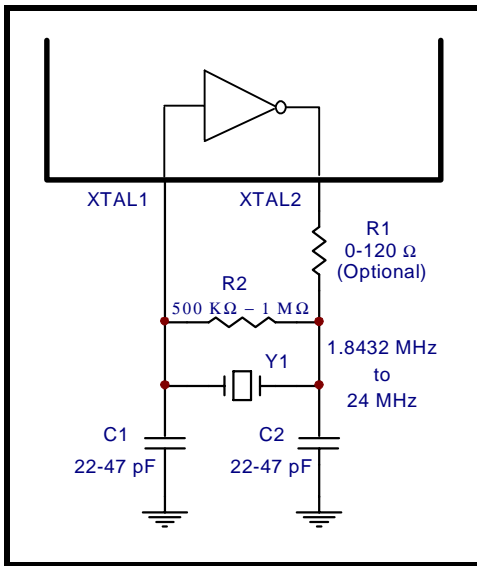 XTAL1
XTAL2
R1
0-120 Ω
(Optional)
R2
500 KΩ – 1 MΩ
Y1
1.8432 MHz
to
24 MHz
C1
22-47 pF
C2
22-47 pF